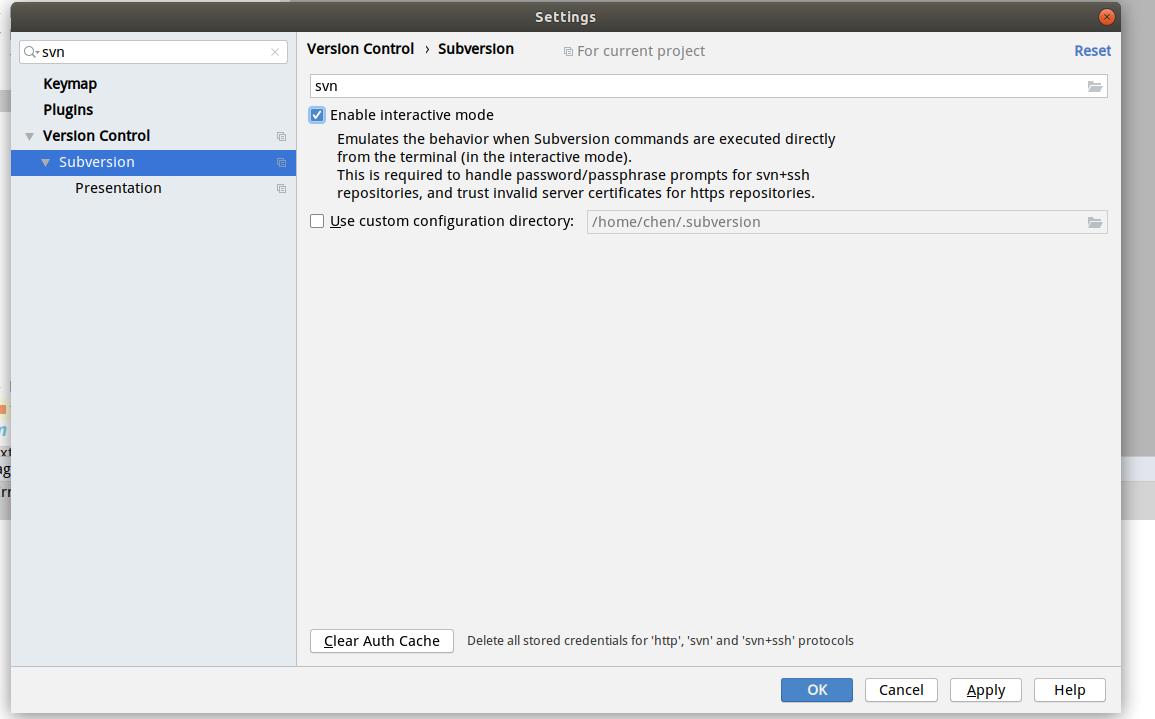 Settings
svn
Version Control › Subversion
For current project
Reset
Keymap
Plugins
Version Control
Subversion
Presentation
svn
Enable interactive mode
Emulates the behavior when Subversion commands are executed directly
from the terminal (in the interactive mode).
This is required to handle password/passphrase prompts for svn+ssh
repositories, and trust invalid server certificates for https repositories.
Use custom configuration directory:
/home/chen/.subversion
Clear Auth Cache
Delete all stored credentials for 'http', 'svn' and 'svn+ssh' protocols
OK
Cancel
Apply
Help